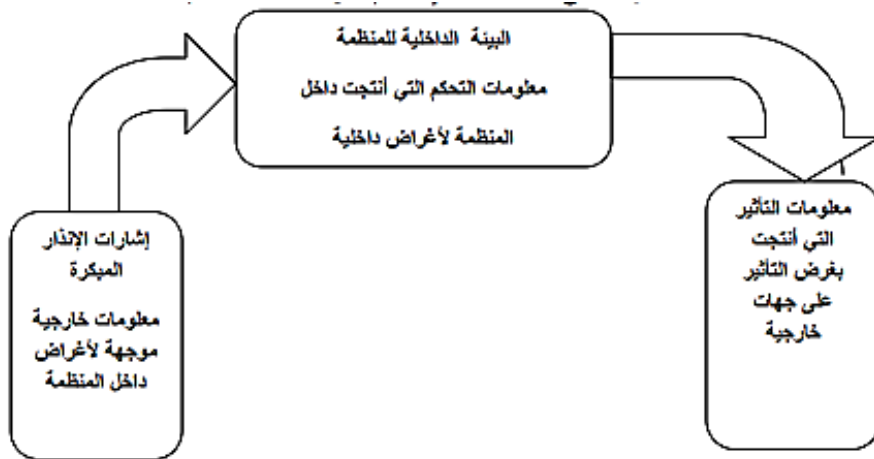 البيئة الداخلية للمنظمة
معلومات التحكم التي أنتجت داخل
المنظمة لأغراض داخلية
معلومات التأثير
التي أنتجت
بغرض التأثير
على جهات
خارجية
إشارات الإنذار
المبكرة
معلومات خارجية
موجهة لأغراض
داخل المنظمة